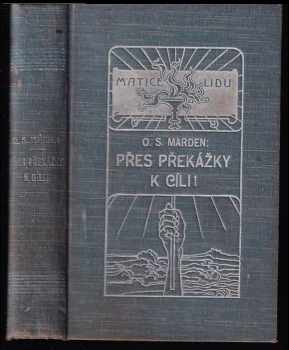 O. S. MARDEN:
PŘES PŘEKÁŽKY
K CÍLI!
MATICE LIDU
O. S. MARDEN:
PŘES PŘEKÁŽKY
K CÍLI!